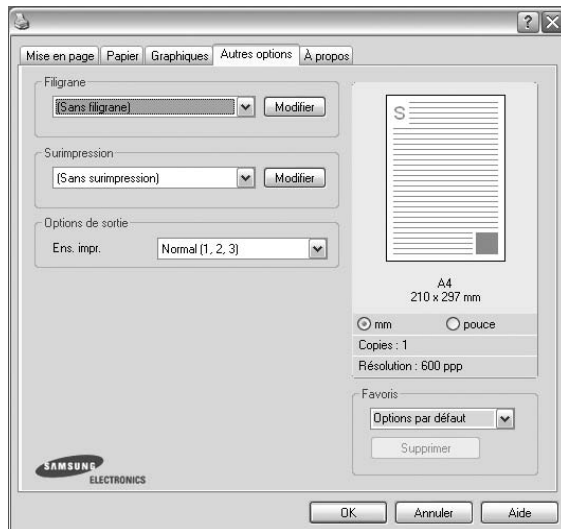 Mise en page Papier Graphiques Autres options À propos
Filigrane
(Sans filigrane) Modifier
Surimpression
(Sans surimpression) Modifier
Options de sortie
Ens. impr. Normal (1, 2, 3)
S
A4
210 x 297 mm
mm pouce
Copies : 1
Résolution : 600 ppp
Favoris
Options par défaut
Supprimer
SAMSUNG
ELECTRONICS
OK Annuler Aide